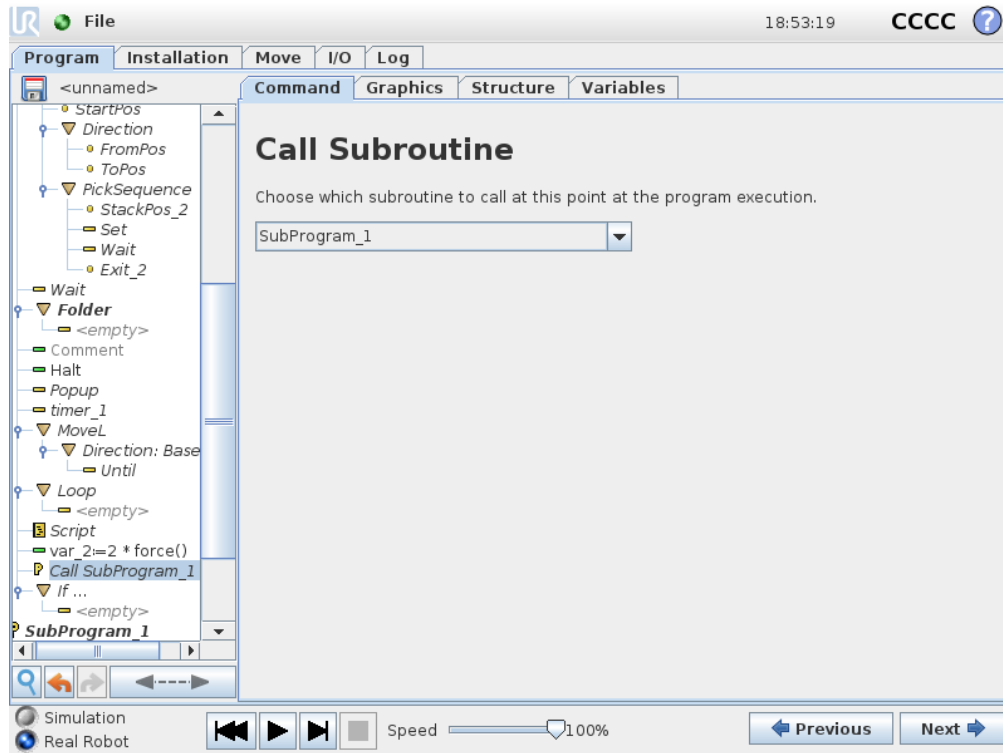 UR File 18:53:19 CCCC ?
Program Installation Move I/O Log
<unnamed>
Command Graphics Structure Variables
StartPos
Direction
FromPos
ToPos
PickSequence
StackPos_2
Set
Wait
Exit_2
Wait
Folder
<empty>
Comment
Halt
Popup
timer_1
MoveL
Direction: Base
Until
Loop
<empty>
Script
var_2:=2 * force()
P Call SubProgram_1
If ...
<empty>
P SubProgram_1
Call Subroutine
Choose which subroutine to call at this point at the program execution.
SubProgram_1
Simulation
Real Robot
Speed 100%
Previous Next